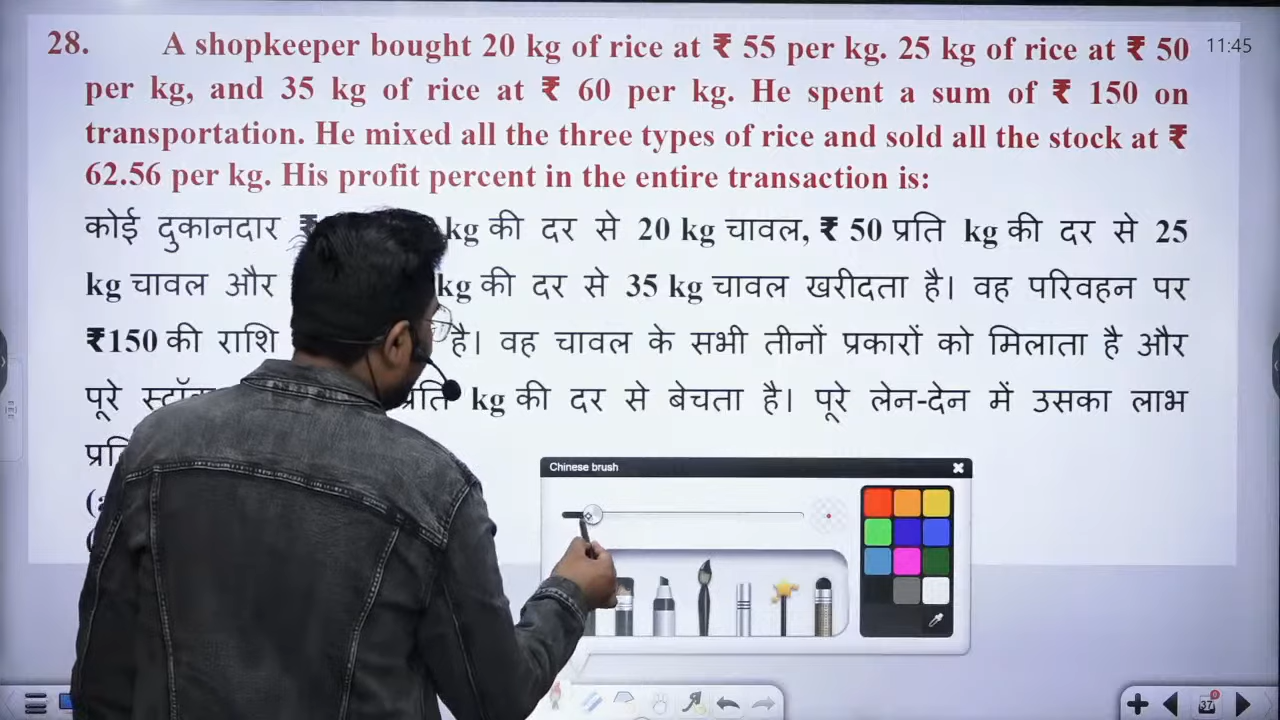 28. A shopkeeper bought 20 kg of rice at ₹ 55 per kg. 25 kg of rice at ₹ 50
11:45
per kg, and 35 kg of rice at ₹ 60 per kg. He spent a sum of ₹ 150 on
transportation. He mixed all the three types of rice and sold all the stock at ₹
62.56 per kg. His profit percent in the entire transaction is:
कोई दुकानदार ₹ kg की दर से 20 kg चावल, ₹ 50 प्रति kg की दर से 25
kg चावल और kg की दर से 35 kg चावल खरीदता है। वह परिवहन पर
₹150 की राशि है। वह चावल के सभी तीनों प्रकारों को मिलाता है और
पूरे प्रति kg की दर से बेचता है। पूरे लेन-देन में उसका लाभ
Chinese brush
37